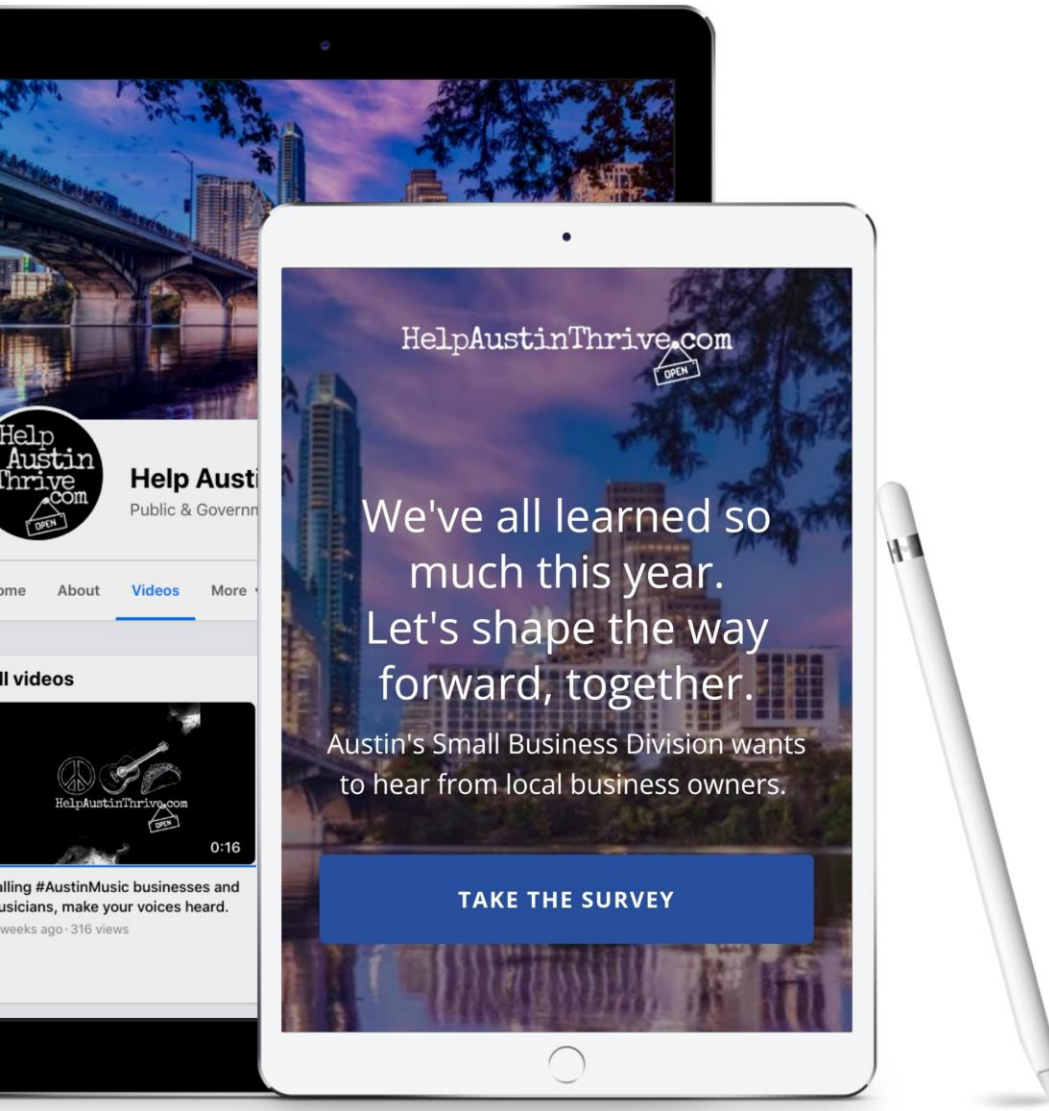 Help
Austin
Thrive
.com
OPEN
Help Austi
Public & Governm
ome About Videos More
ll videos
HelpAustinThrive.com
OPEN
0:16
alling #AustinMusic businesses and
usicians, make your voices heard.
weeks ago · 316 views
HelpAustinThrive.com
OPEN
We've all learned so
much this year.
Let's shape the way
forward, together.
Austin's Small Business Division wants
to hear from local business owners.
TAKE THE SURVEY